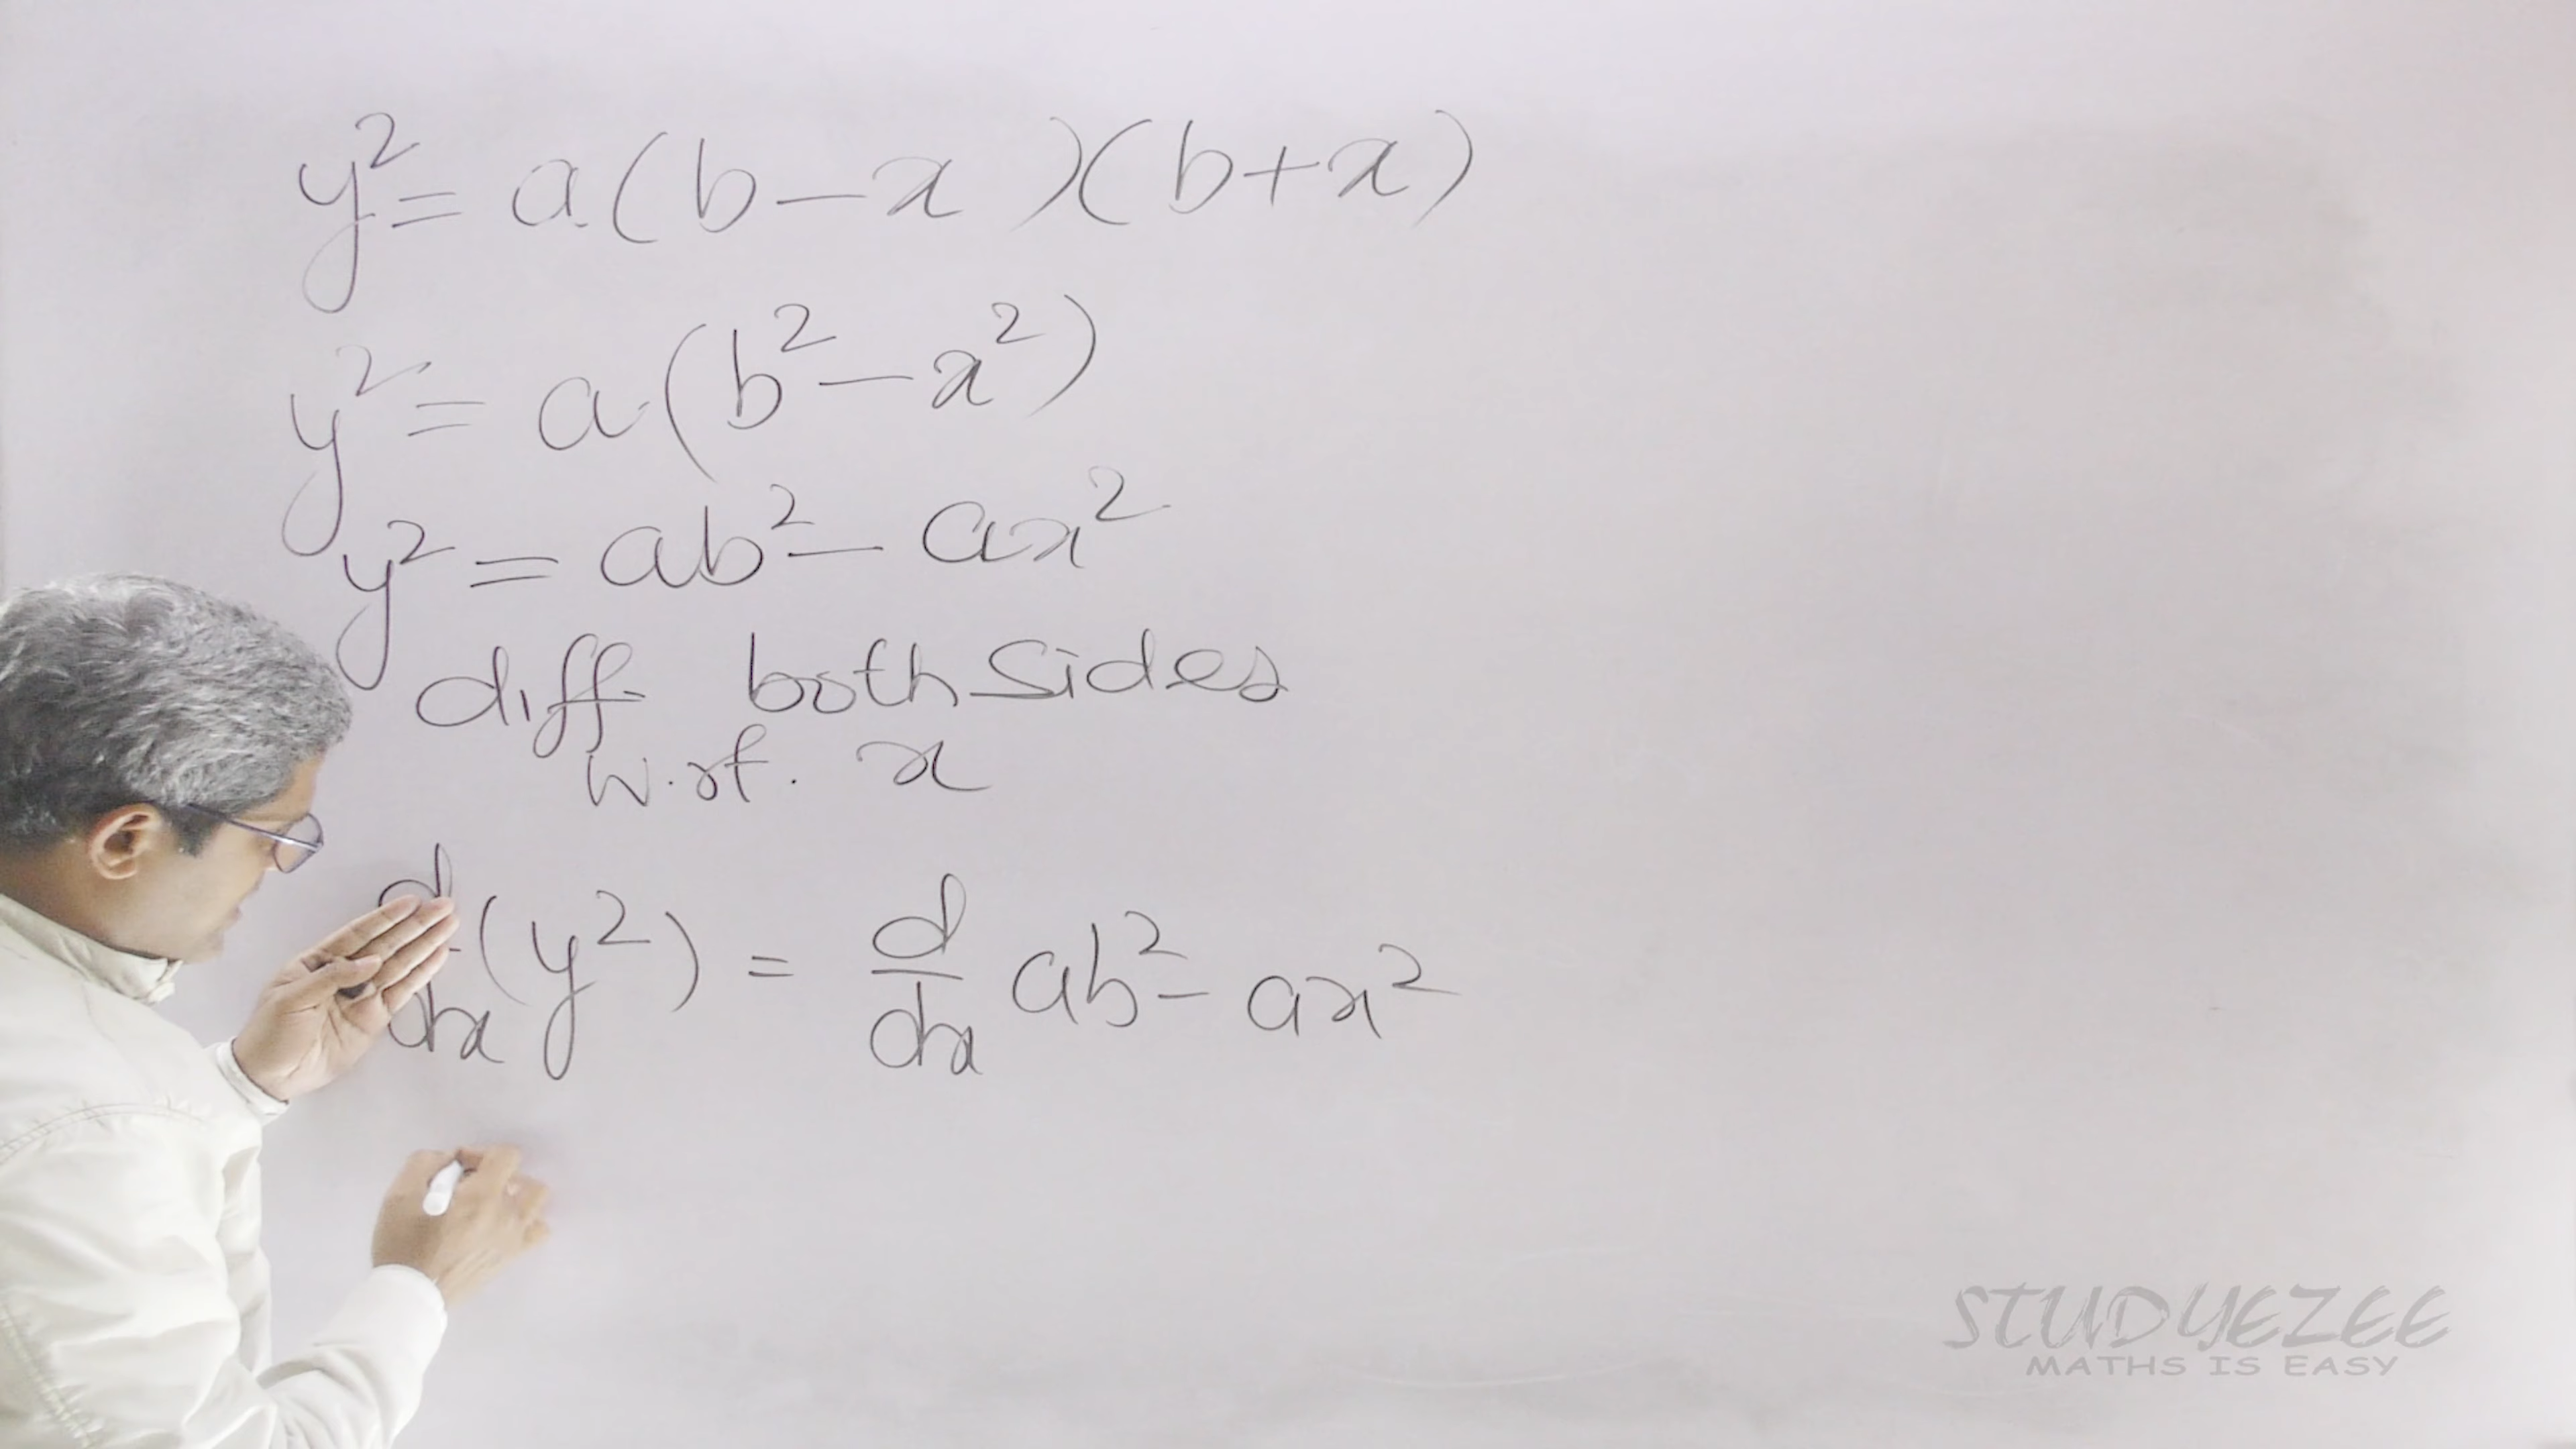 y² = a(b-x)(b+x)
y² = a(b²-x²)
y² = ab² - ax²
diff. both sides
w.r.t. x
d/dx (y²) = d/dx ab² - ax²
STUDYEZEE
MATHS IS EASY